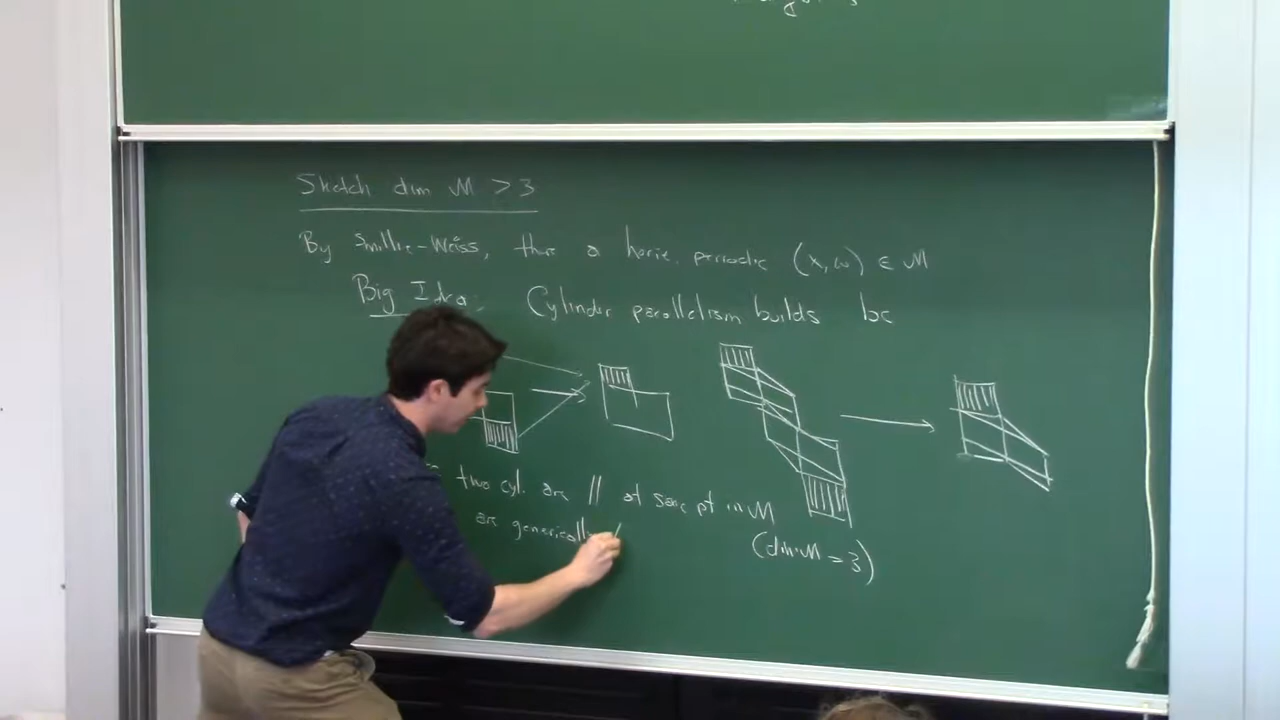 Sketch dim M > 3
By Smillie-Weiss, there a horiz. periodic (X, ω) ∈ M
Big Idea: Cylinder parallelism builds bc
two cyl. are // at some pt in M
are generically /
(dim M = 3)